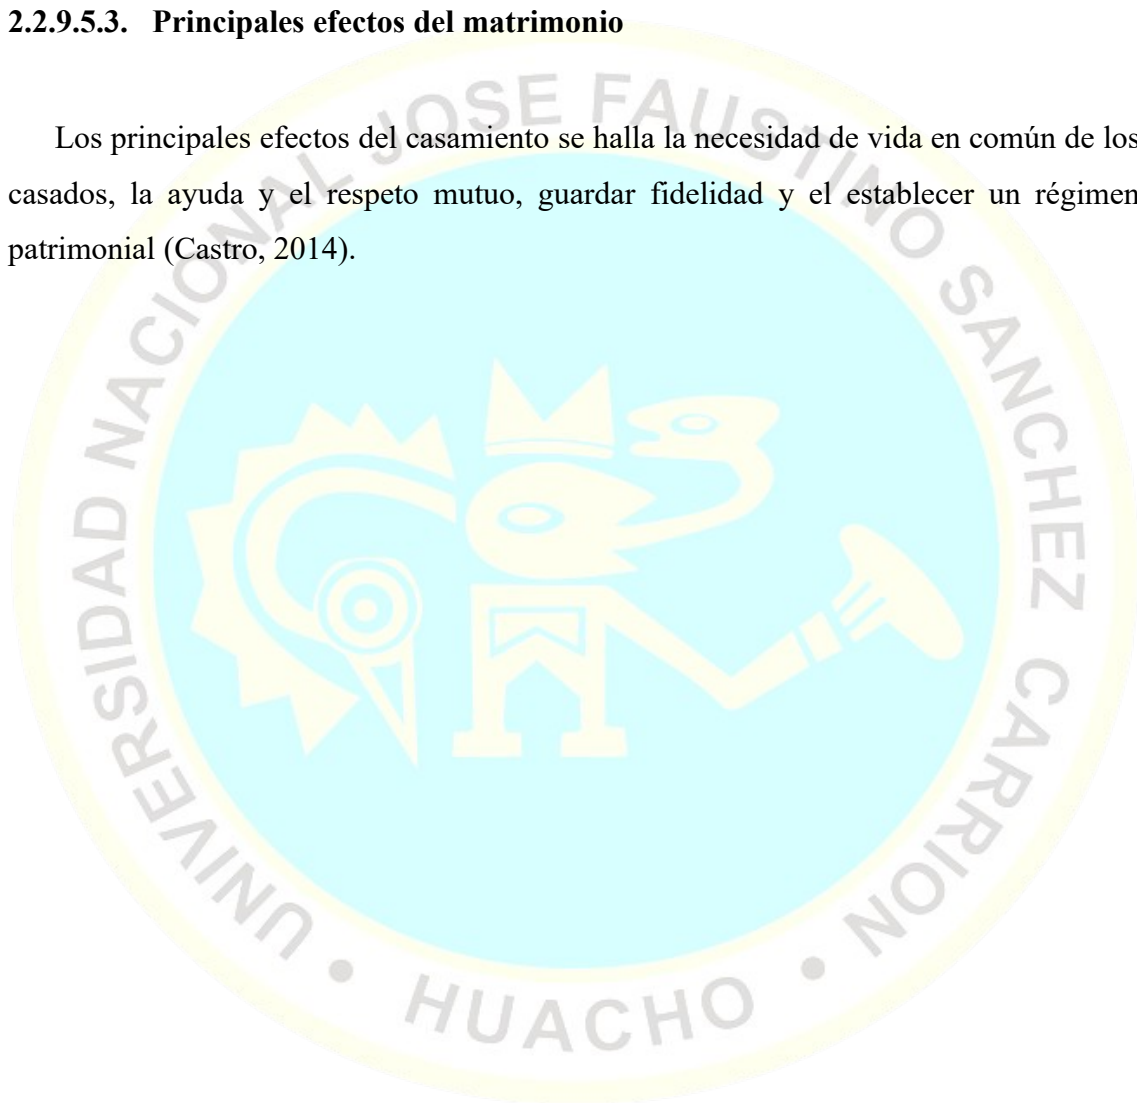 2.2.9.5.3. Principales efectos del matrimonio
Los principales efectos del casamiento se halla la necesidad de vida en común de los
casados, la ayuda y el respeto mutuo, guardar fidelidad y el establecer un régimen
patrimonial (Castro, 2014).
UNIVERSIDAD NACIONAL JOSE FAUSTINO SANCHEZ CARRION • HUACHO •